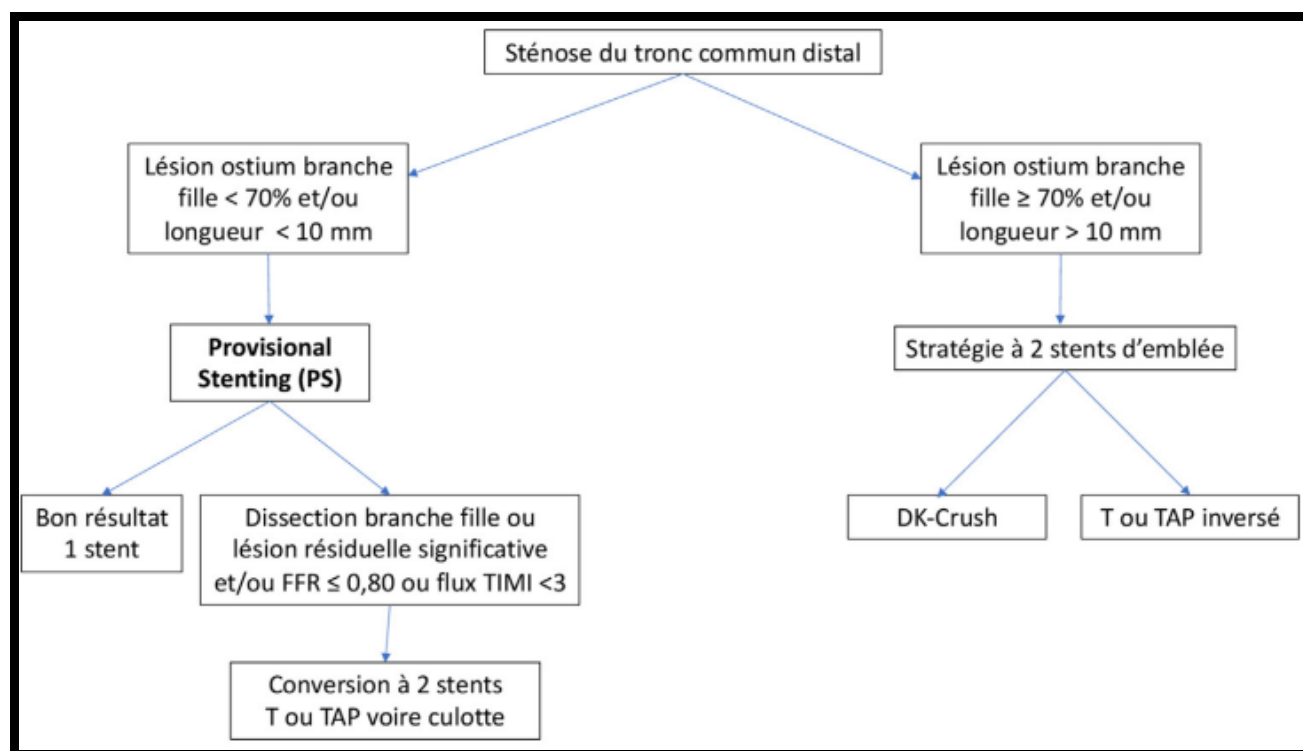 Sténose du tronc commun distal
Lésion ostium branche
fille < 70% et/ou
longueur < 10 mm
Lésion ostium branche
fille ≥ 70% et/ou
longueur > 10 mm
Provisional
Stenting (PS)
Stratégie à 2 stents d'emblée
Bon résultat
1 stent
Dissection branche fille ou
lésion résiduelle significative
et/ou FFR ≤ 0,80 ou flux TIMI <3
DK-Crush
T ou TAP inversé
Conversion à 2 stents
T ou TAP voire culotte